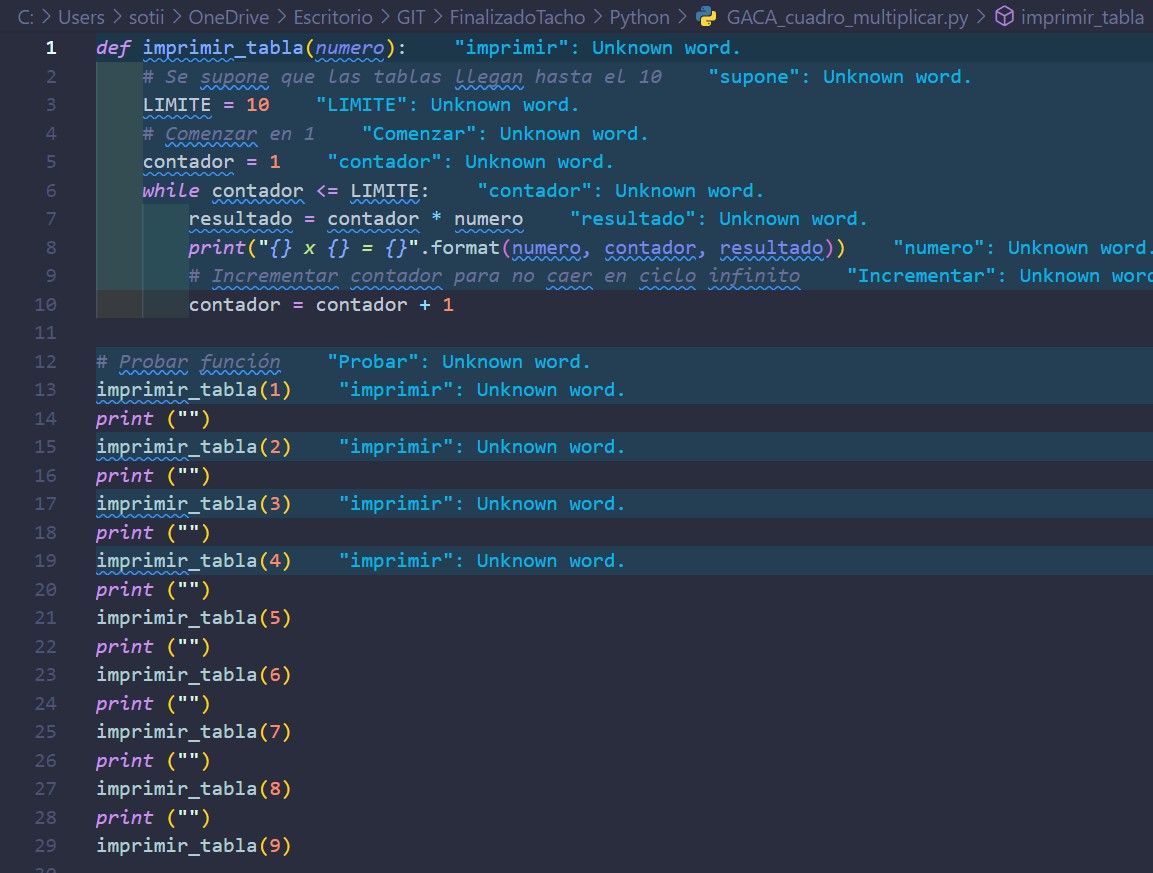 C: > Users > sotii > OneDrive > Escritorio > GIT > FinalizadoTacho > Python > GACA_cuadro_multiplicar.py > imprimir_tabla
1 def imprimir_tabla(numero): "imprimir": Unknown word.
2 # Se supone que las tablas llegan hasta el 10 "supone": Unknown word.
3 LIMITE = 10 "LIMITE": Unknown word.
4 # Comenzar en 1 "Comenzar": Unknown word.
5 contador = 1 "contador": Unknown word.
6 while contador <= LIMITE: "contador": Unknown word.
7 resultado = contador * numero "resultado": Unknown word.
8 print("{} x {} = {}".format(numero, contador, resultado)) "numero": Unknown word.
9 # Incrementar contador para no caer en ciclo infinito "Incrementar": Unknown word
10 contador = contador + 1
11
12 # Probar función "Probar": Unknown word.
13 imprimir_tabla(1) "imprimir": Unknown word.
14 print ("")
15 imprimir_tabla(2) "imprimir": Unknown word.
16 print ("")
17 imprimir_tabla(3) "imprimir": Unknown word.
18 print ("")
19 imprimir_tabla(4) "imprimir": Unknown word.
20 print ("")
21 imprimir_tabla(5)
22 print ("")
23 imprimir_tabla(6)
24 print ("")
25 imprimir_tabla(7)
26 print ("")
27 imprimir_tabla(8)
28 print ("")
29 imprimir_tabla(9)